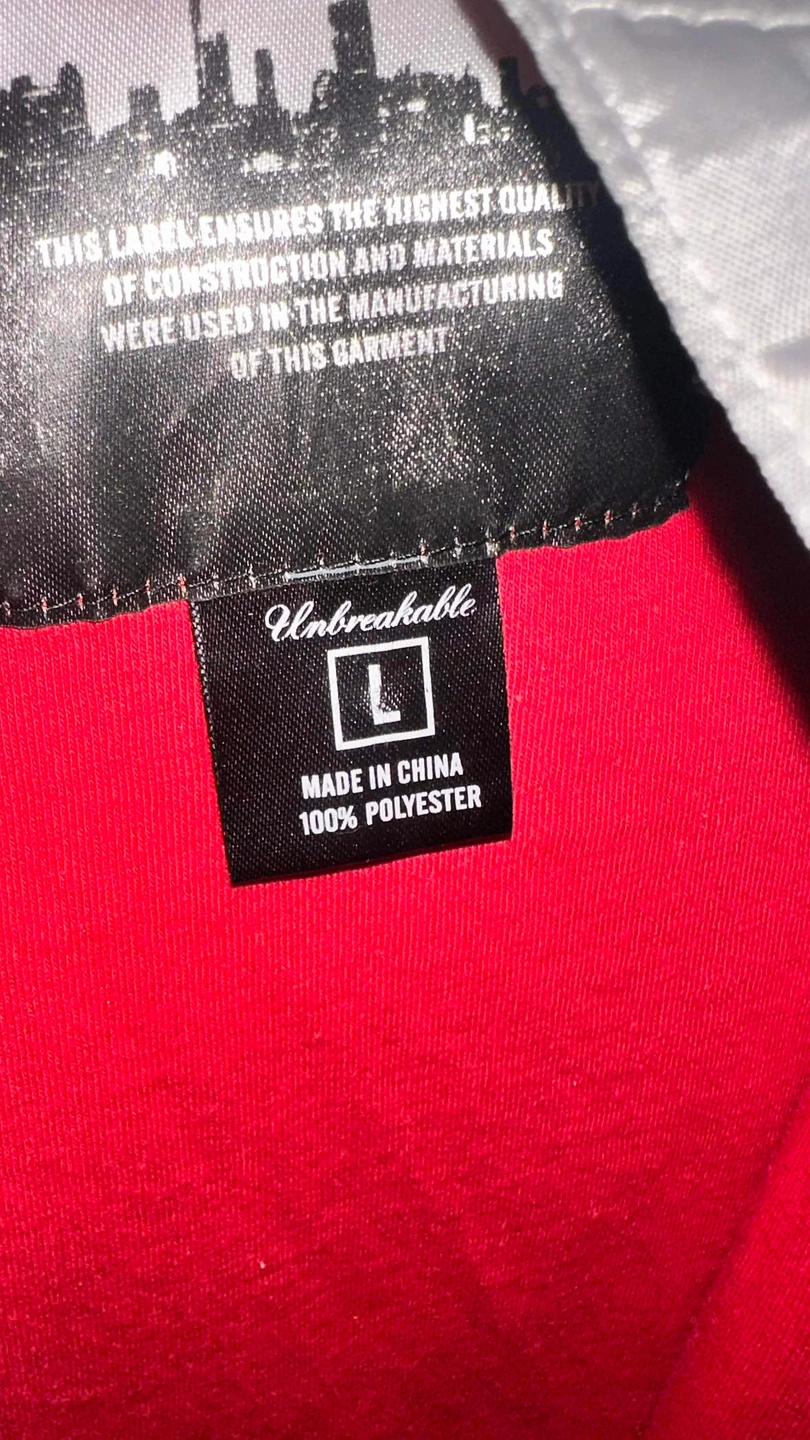 THIS LABEL ENSURES THE HIGHEST QUALITY
OF CONSTRUCTION AND MATERIALS
WERE USED IN THE MANUFACTURING
OF THIS GARMENT
Unbreakable
L
MADE IN CHINA
100% POLYESTER